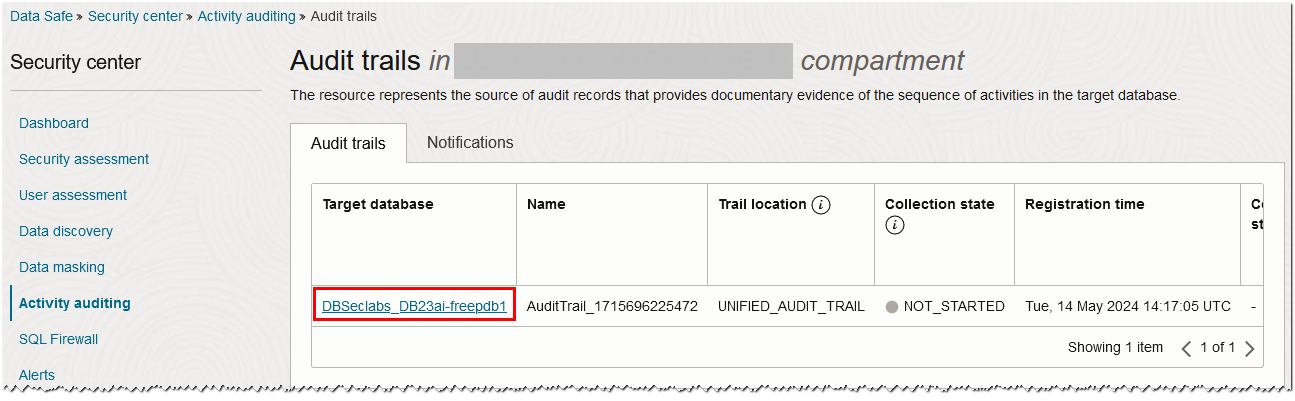 Data Safe » Security center » Activity auditing » Audit trails
Security center
Audit trails in compartment
The resource represents the source of audit records that provides documentary evidence of the sequence of activities in the target database.
Dashboard
Security assessment
User assessment
Data discovery
Data masking
Activity auditing
SQL Firewall
Alerts
Audit trails Notifications
Target database Name Trail location i Collection state i Registration time
DBSeclabs_DB23ai-freepdb1 AuditTrail_1715696225472 UNIFIED_AUDIT_TRAIL NOT_STARTED Tue, 14 May 2024 14:17:05 UTC -
Showing 1 item < 1 of 1 >